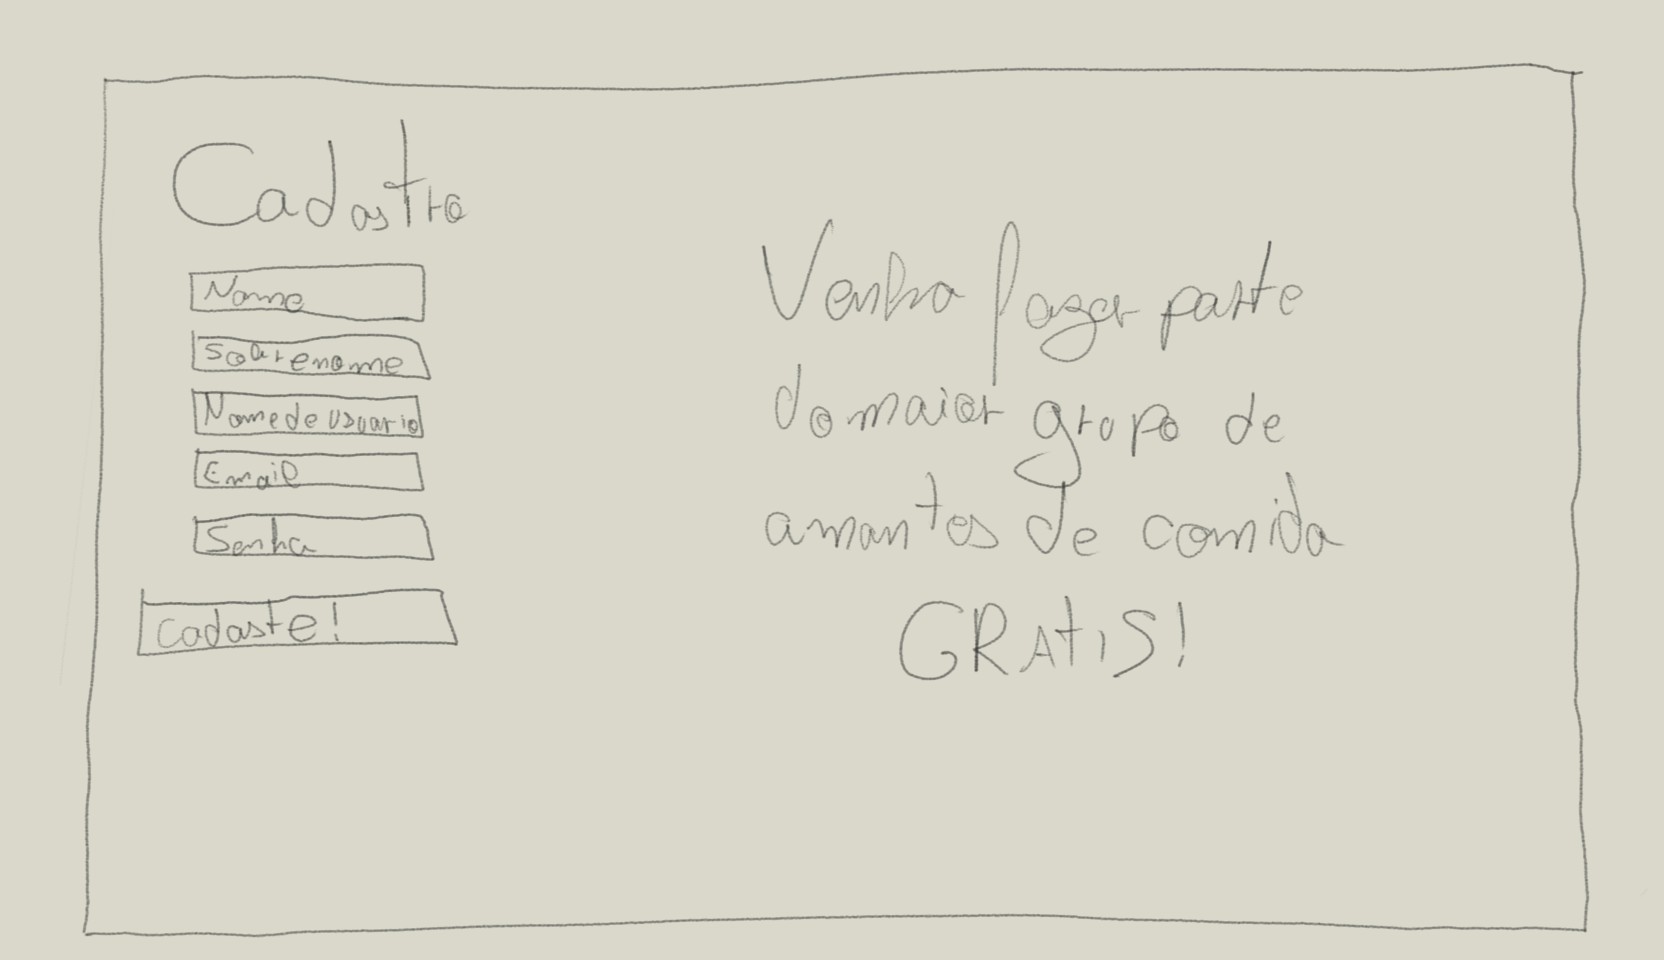 Cadastro
Nome
Sobrenome
Nome de usuario
Email
Senha
cadaste!
Venha fazer parte
do maior grupo de
amantes de comida
GRATIS!